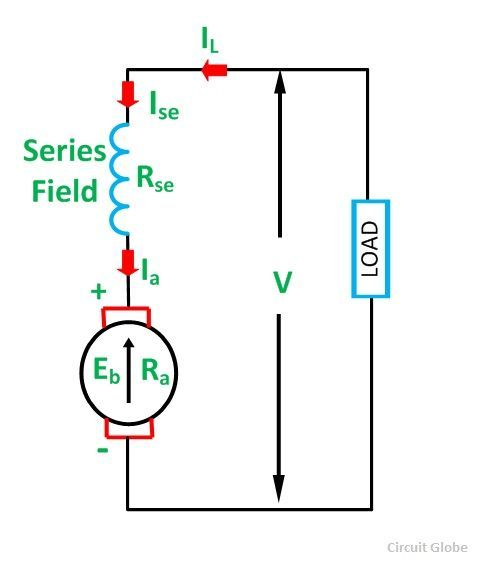 IL
Ise
Series
Field
Rse
Ia
+
V
LOAD
Eb
Ra
-
Circuit Globe